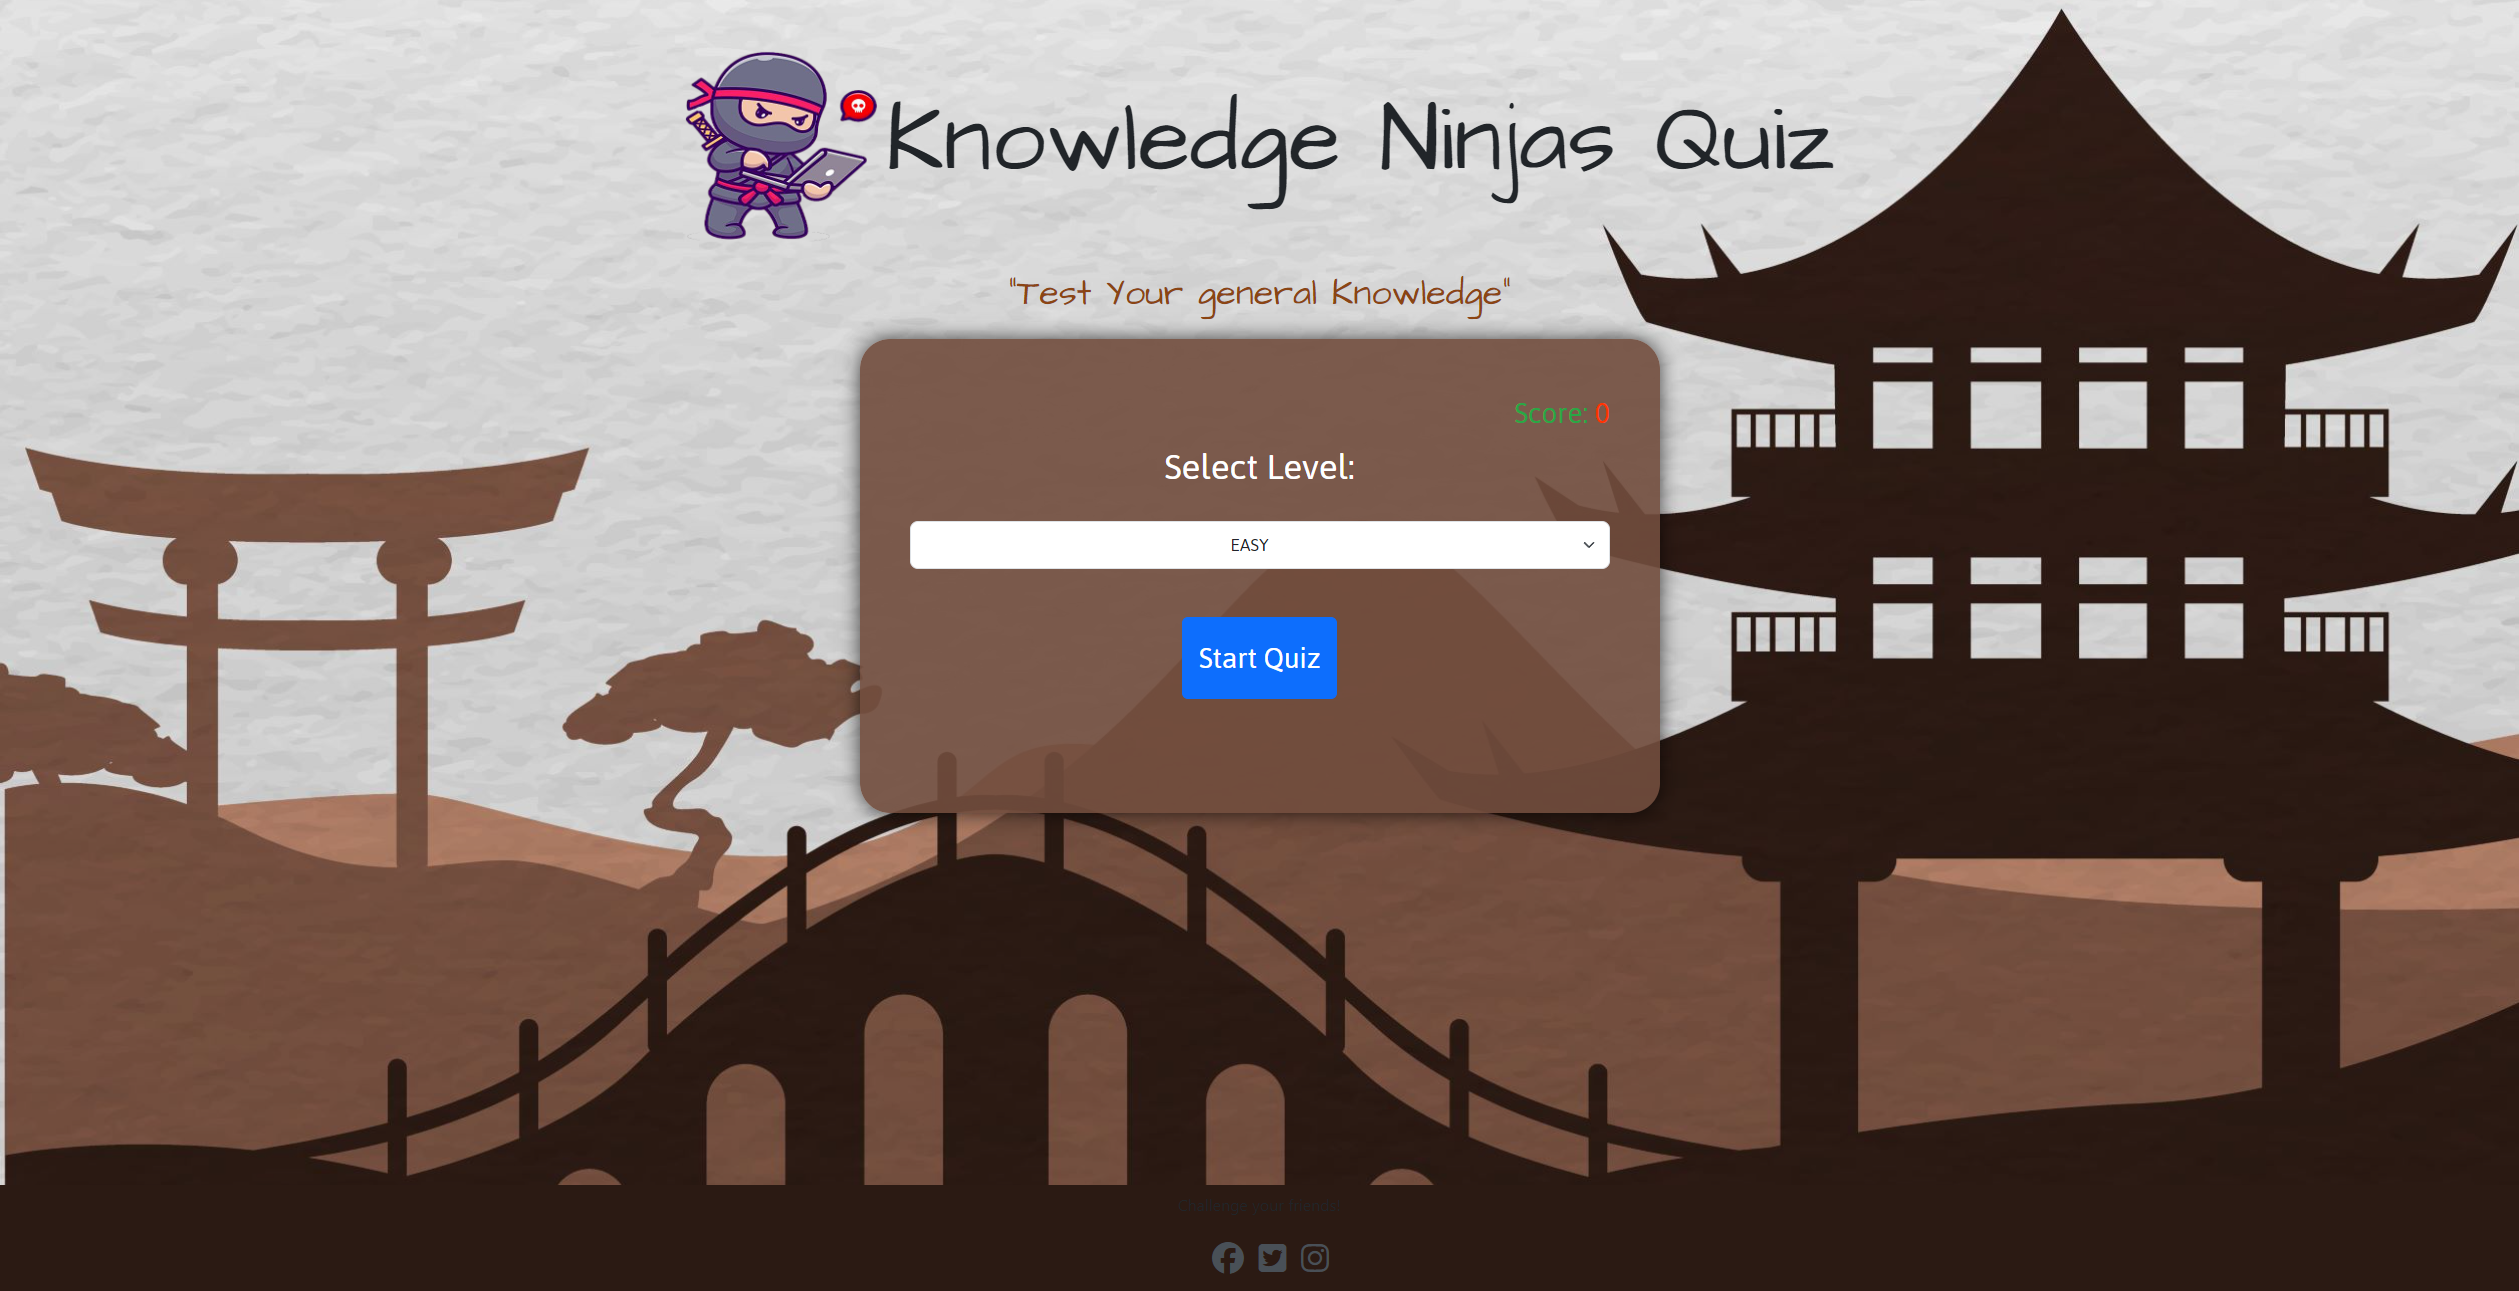 Knowledge Ninjas Quiz
"Test Your general Knowledge"
Score: 0
Select Level:
EASY
Start Quiz
Challenge your friends!